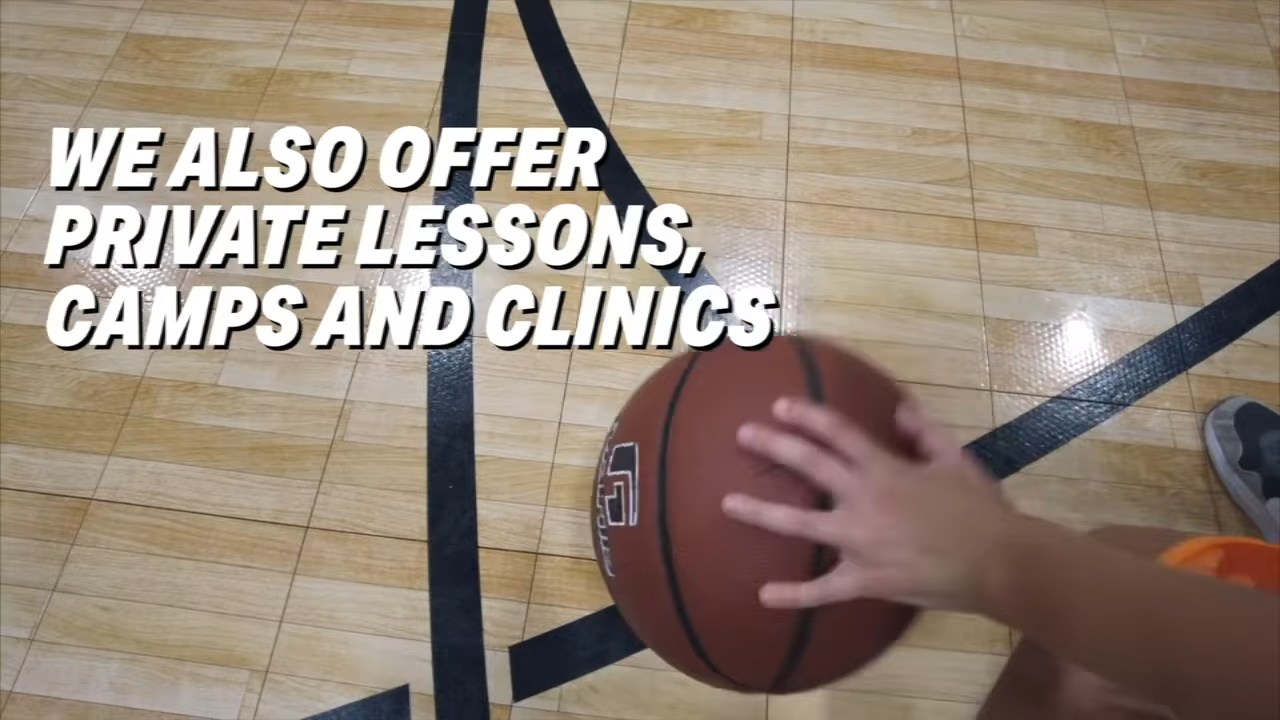 WE ALSO OFFER
PRIVATE LESSONS,
CAMPS AND CLINICS